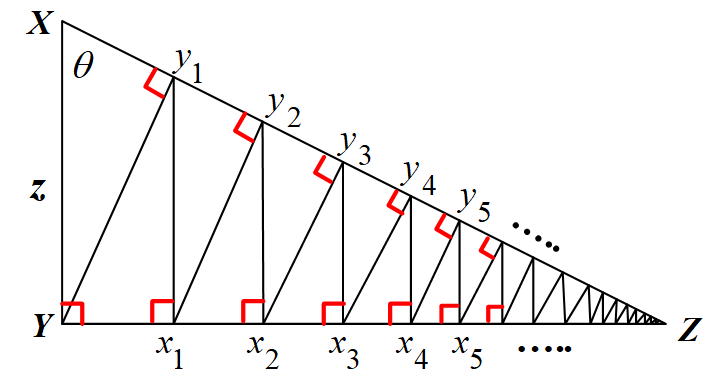 X
θ
y1
y2
y3
y4
y5
.....
z
Y
x1
x2
x3
x4
x5
.....
Z